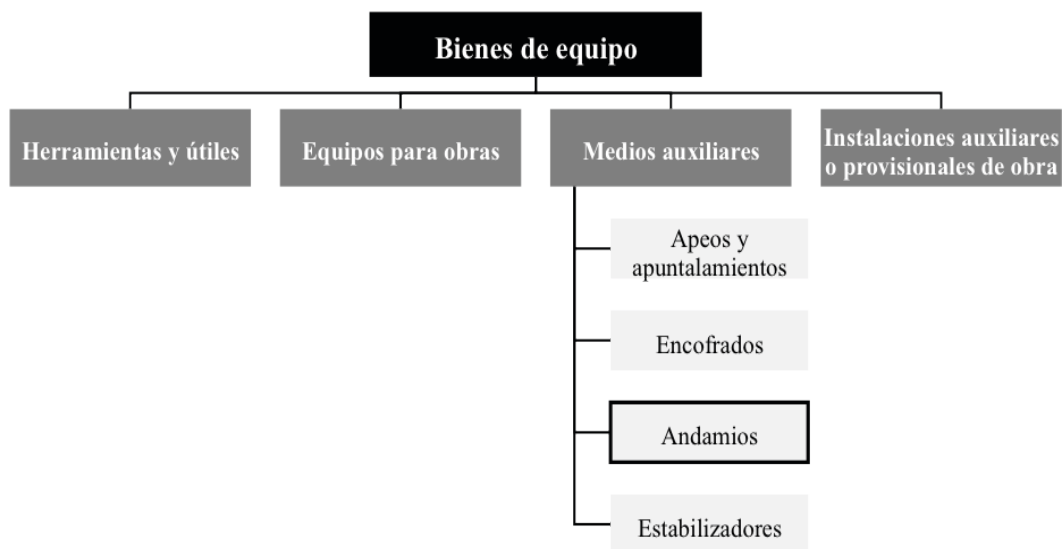 Bienes de equipo
Herramientas y útiles
Equipos para obras
Medios auxiliares
Instalaciones auxiliares
o provisionales de obra
Apeos y
apuntalamientos
Encofrados
Andamios
Estabilizadores